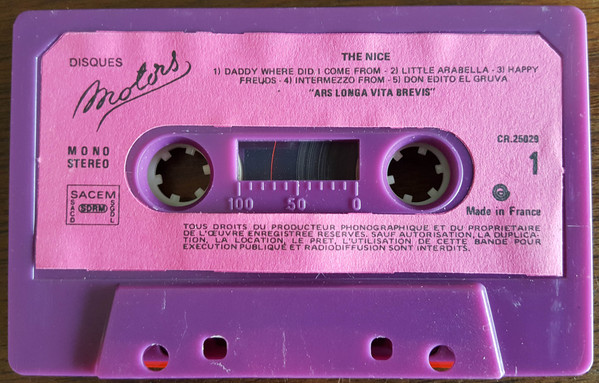 DISQUES
Motors
MONO
STEREO
SACEM
SACD SDRM SGDL
THE NICE
1) DADDY WHERE DID I COME FROM - 2) LITTLE ARABELLA - 3) HAPPY
FREUDS - 4) INTERMEZZO FROM - 5) DON EDITO EL GRUVA
"ARS LONGA VITA BREVIS"
CR.25029
1
Made in France
100 50 0
TOUS DROITS DU PRODUCTEUR PHONOGRAPHIQUE ET DU PROPRIETAIRE
DE L'ŒUVRE ENREGISTREE RESERVES. SAUF AUTORISATION, LA DUPLICA-
TION, LA LOCATION, LE PRET, L'UTILISATION DE CETTE BANDE POUR
EXECUTION PUBLIQUE ET RADIODIFFUSION SONT INTERDITS.